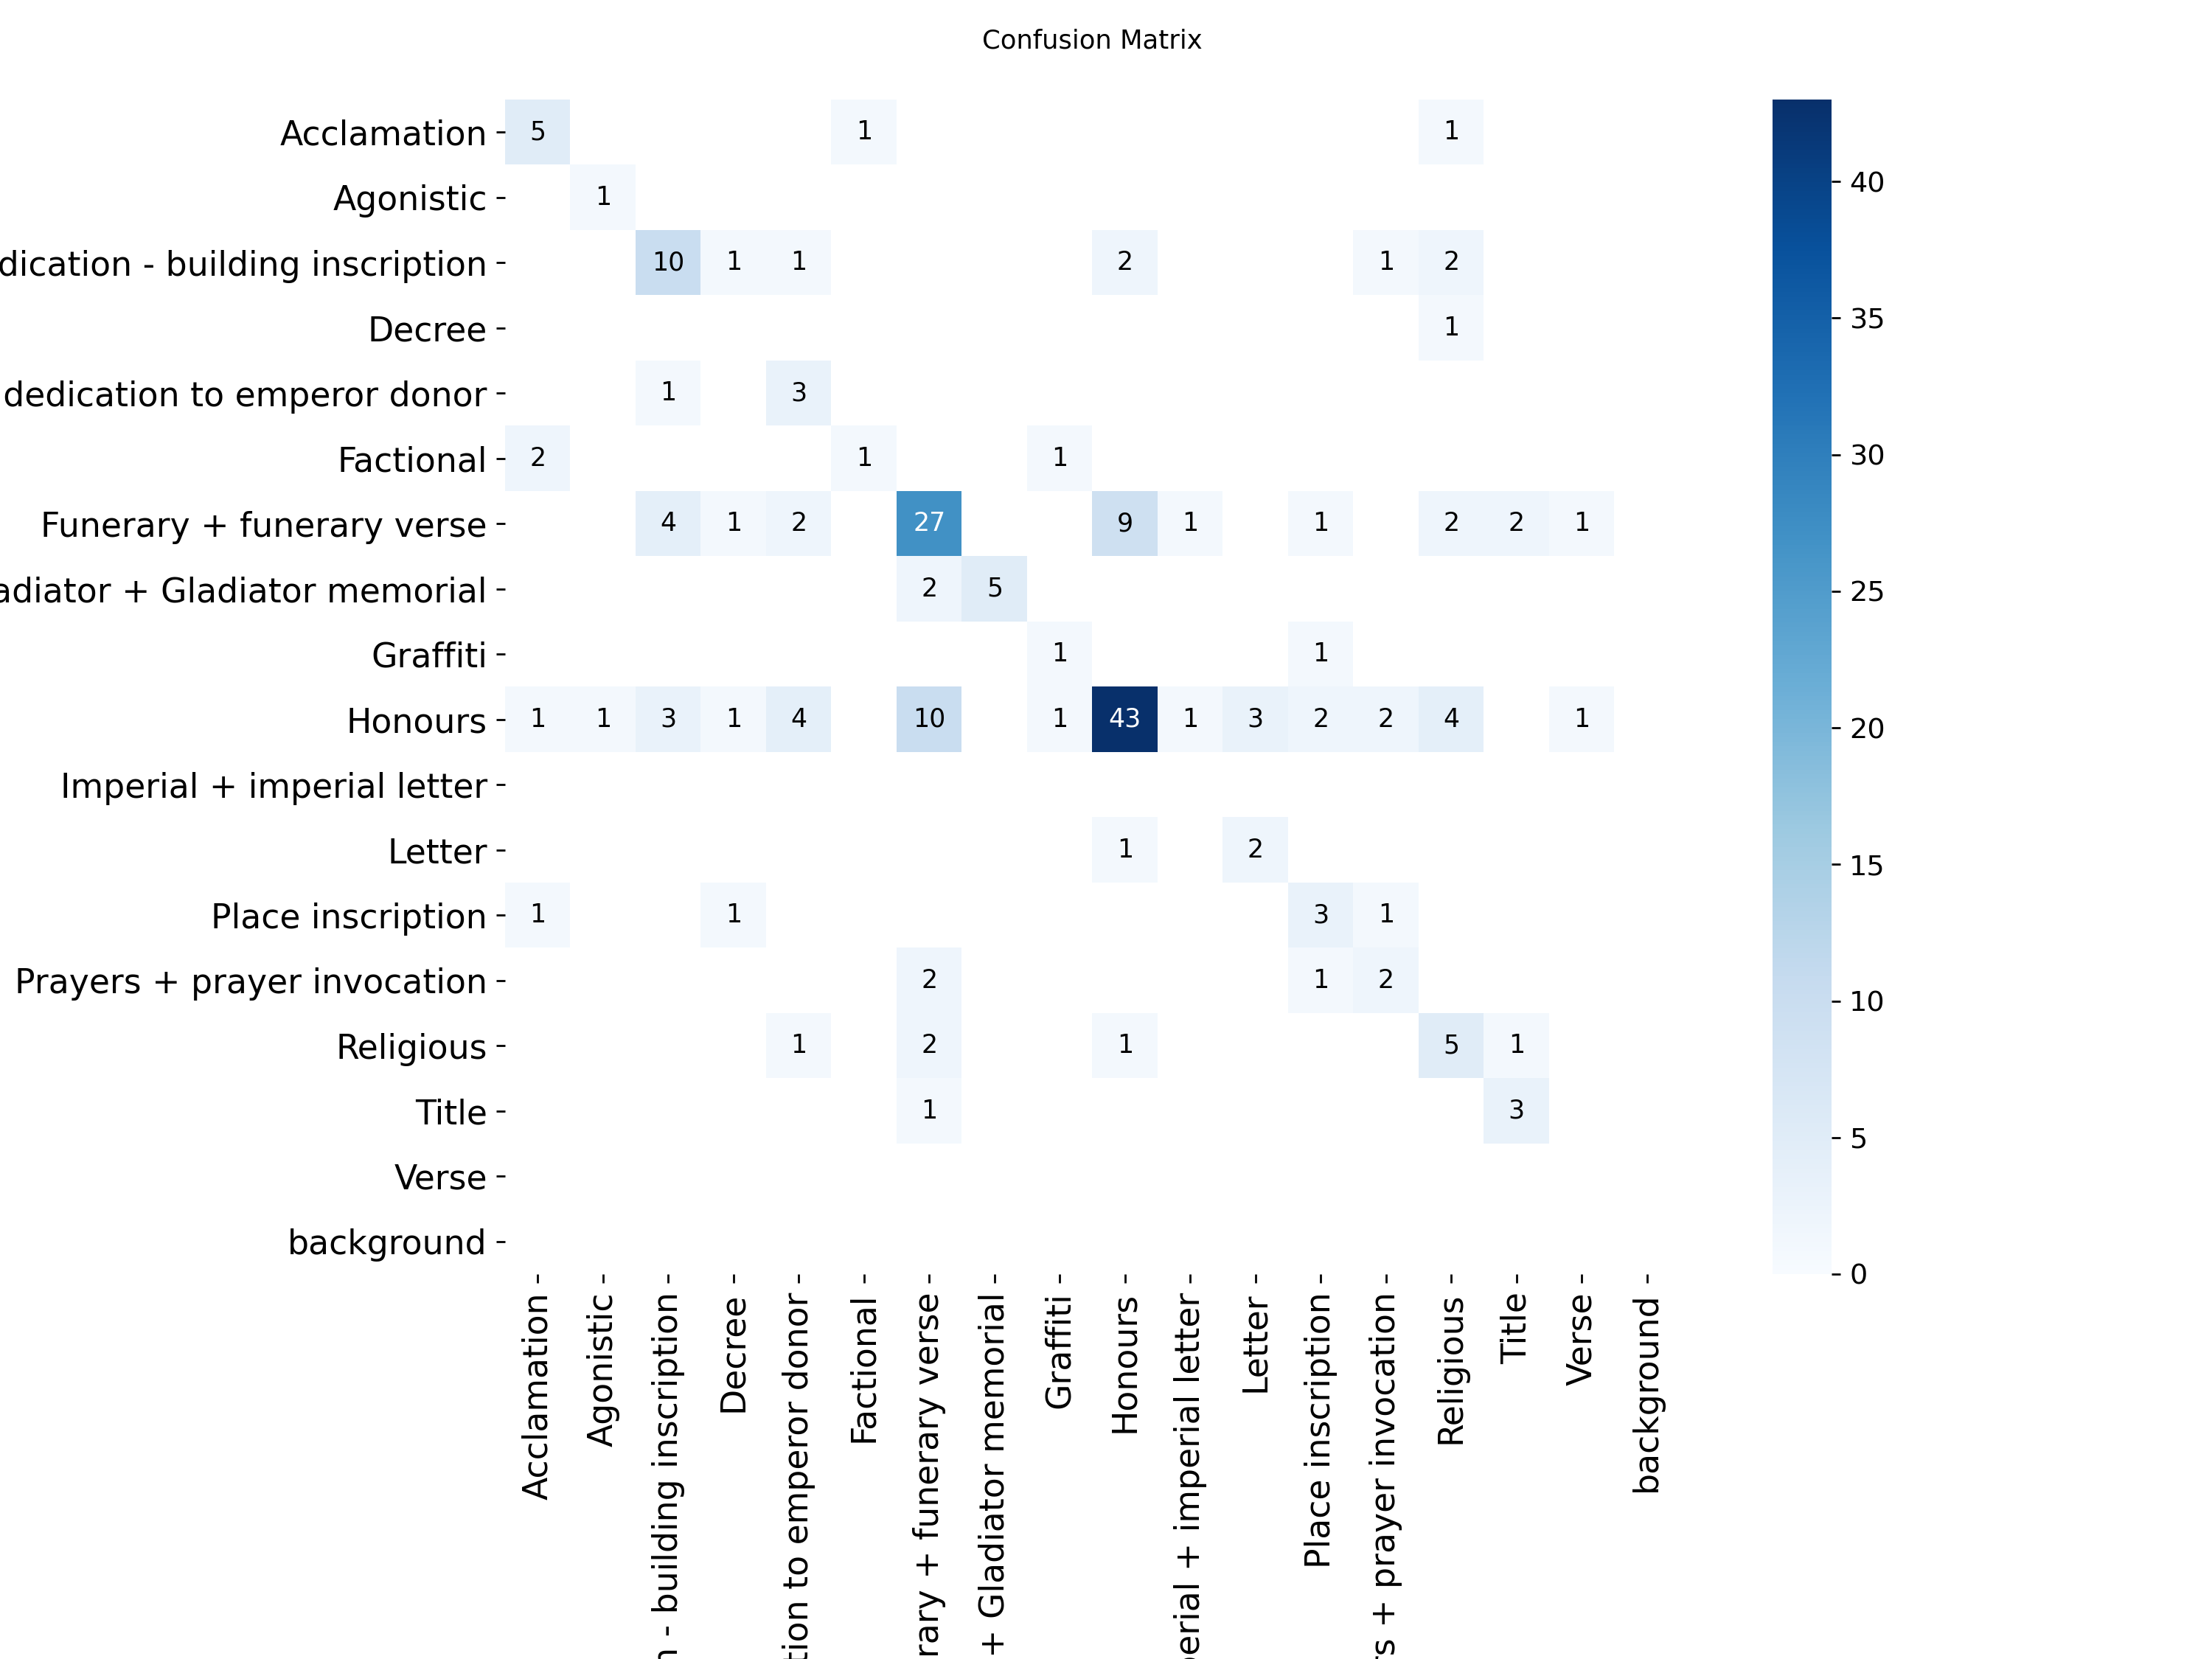 Confusion Matrix
Acclamation 5 1 1
Agonistic 1
dication - building inscription 10 1 1 2 1 2
Decree 1
dedication to emperor donor 1 3
Factional 2 1 1
Funerary + funerary verse 4 1 2 27 9 1 1 2 2 1
adiator + Gladiator memorial 2 5
Graffiti 1 1
Honours 1 1 3 1 4 10 1 43 1 3 2 2 4 1
Imperial + imperial letter
Letter 1 2
Place inscription 1 1 3 1
Prayers + prayer invocation 2 1 2
Religious 1 2 1 5 1
Title 1 3
Verse
background
Acclamation
Agonistic
n - building inscription
Decree
tion to emperor donor
Factional
rary + funerary verse
+ Gladiator memorial
Graffiti
Honours
perial + imperial letter
Letter
Place inscription
rs + prayer invocation
Religious
Title
Verse
background
40
35
30
25
20
15
10
5
0